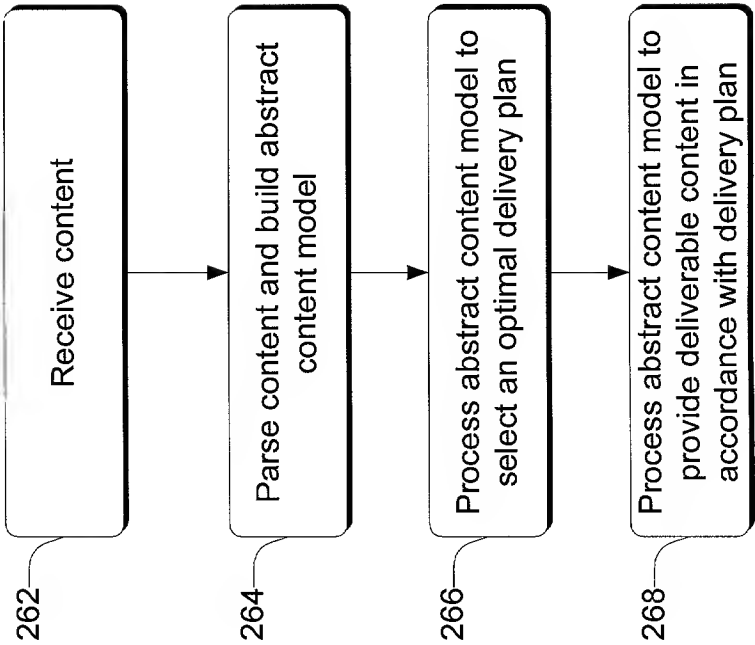 262
Receive content
264
Parse content and build abstract
content model
266
Process abstract content model to
select an optimal delivery plan
268
Process abstract content model to
provide deliverable content in
accordance with delivery plan